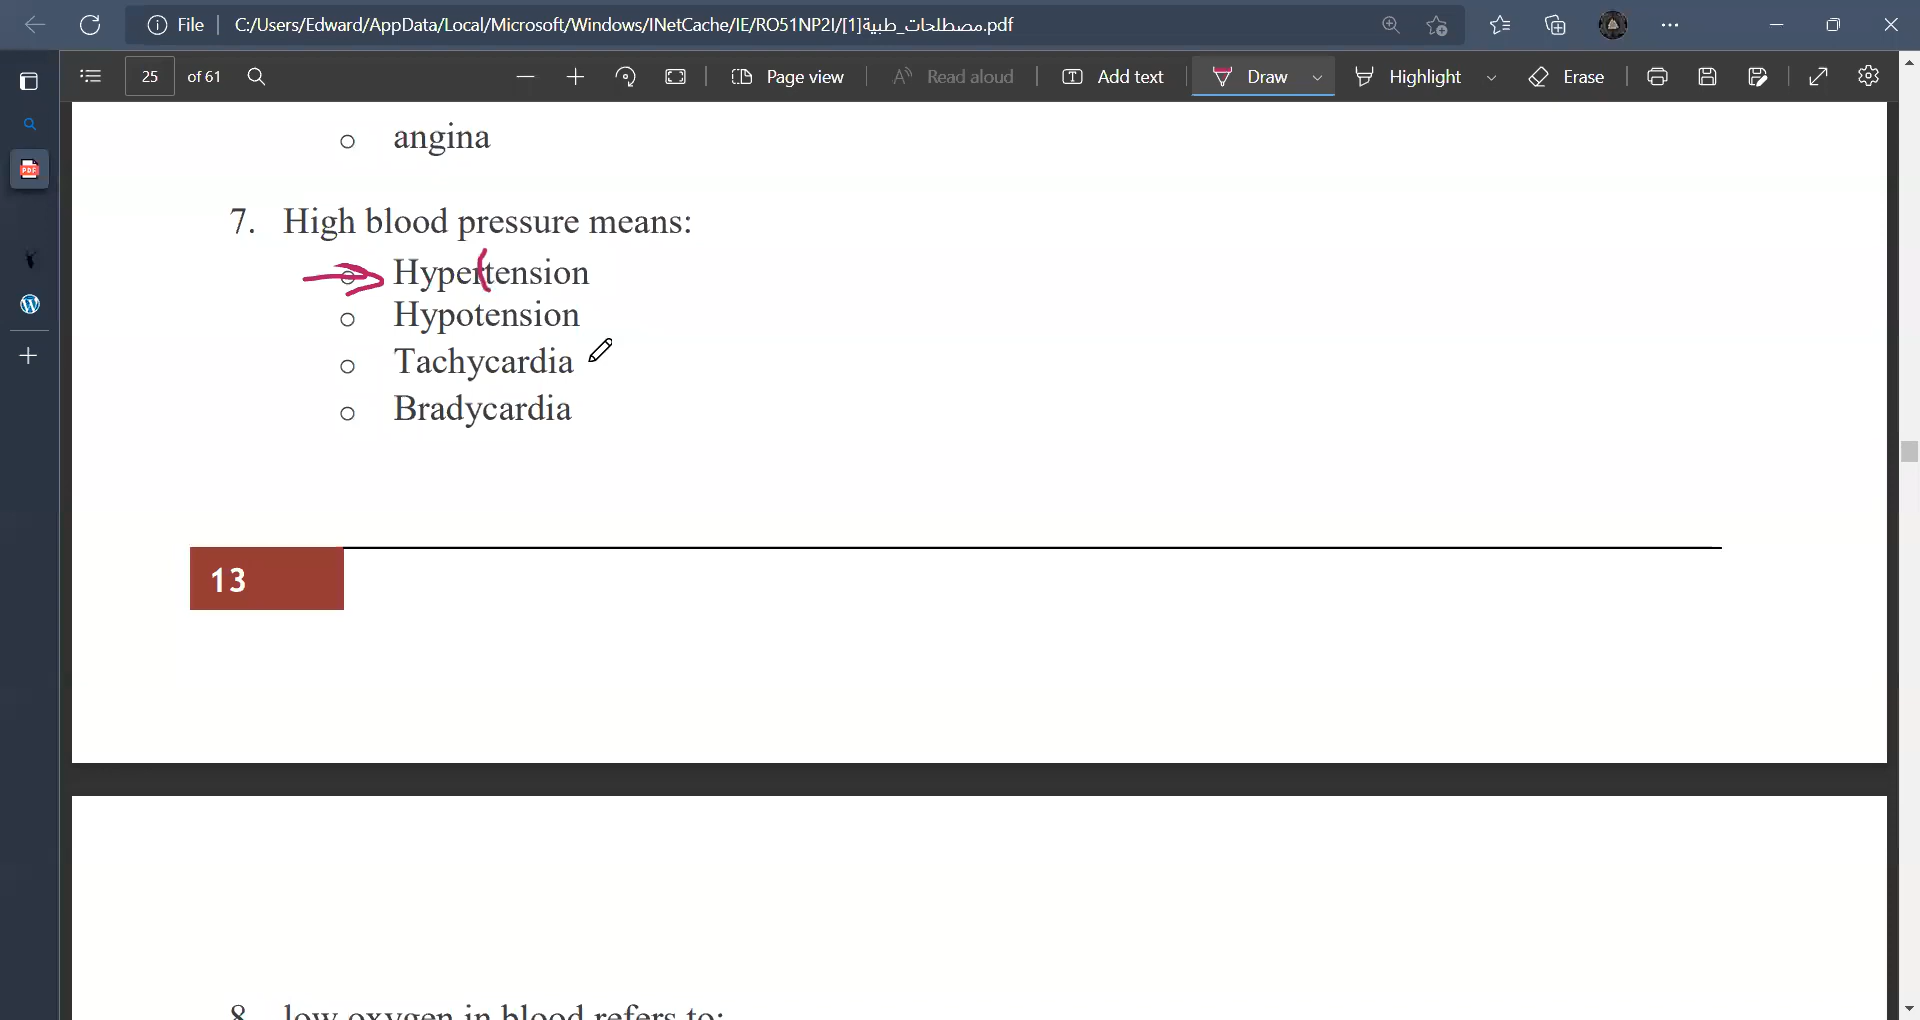 File
C:/Users/Edward/AppData/Local/Microsoft/Windows/INetCache/IE/RO51NP2I/[1]مصطلحات_طبية.pdf
25 of 61
Page view
Read aloud
Add text
Draw
Highlight
Erase
PDF
angina
7. High blood pressure means:
Hypertension
Hypotension
Tachycardia
Bradycardia
13
8. low oxygen in blood refers to: